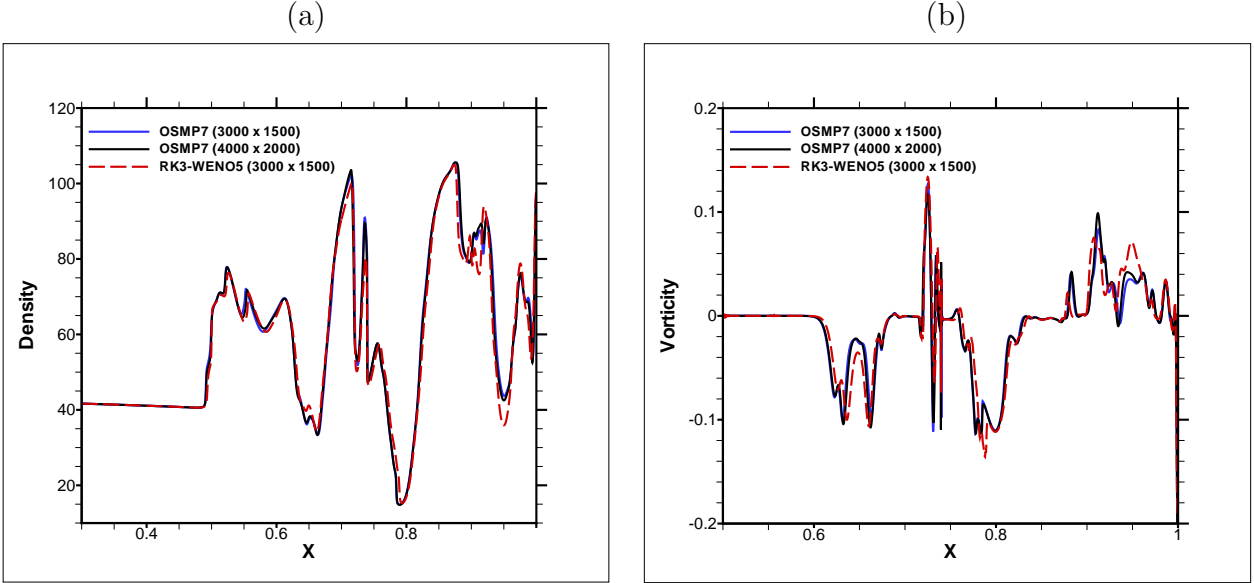 (a)
120
100
80
60
40
20
Density
OSMP7 (3000 x 1500)
OSMP7 (4000 x 2000)
RK3-WENO5 (3000 x 1500)
0.4
0.6
0.8
X
(b)
0.2
0.1
0
-0.1
-0.2
Vorticity
OSMP7 (3000 x 1500)
OSMP7 (4000 x 2000)
RK3-WENO5 (3000 x 1500)
0.6
0.8
1
X